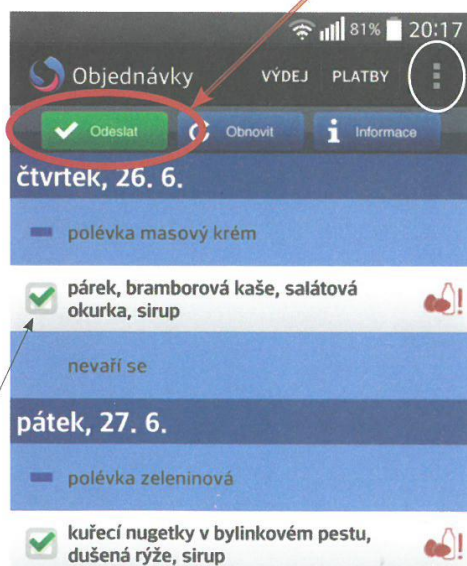 81% 20:17
Objednávky VÝDEJ PLATBY
Odeslat Obnovit Informace
čtvrtek, 26. 6.
polévka masový krém
párek, bramborová kaše, salátová
okurka, sirup
nevaří se
pátek, 27. 6.
polévka zeleninová
kuřecí nugetky v bylinkovém pestu,
dušená rýže, sirup